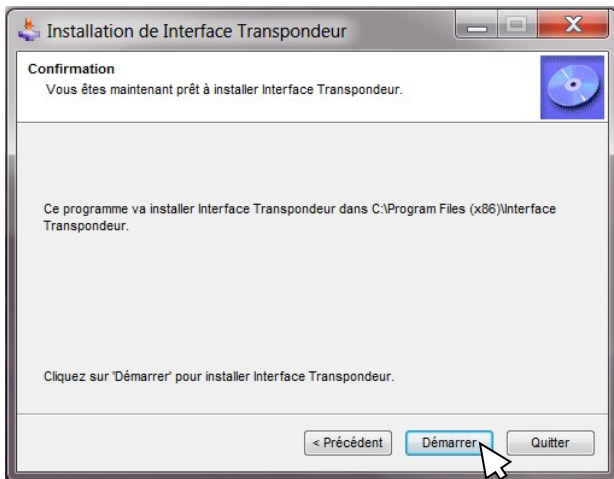 Installation de Interface Transpondeur
Confirmation
Vous êtes maintenant prêt à installer Interface Transpondeur.
Ce programme va installer Interface Transpondeur dans C:\Program Files (x86)\Interface
Transpondeur.
Cliquez sur 'Démarrer' pour installer Interface Transpondeur.
< Précédent Démarrer Quitter